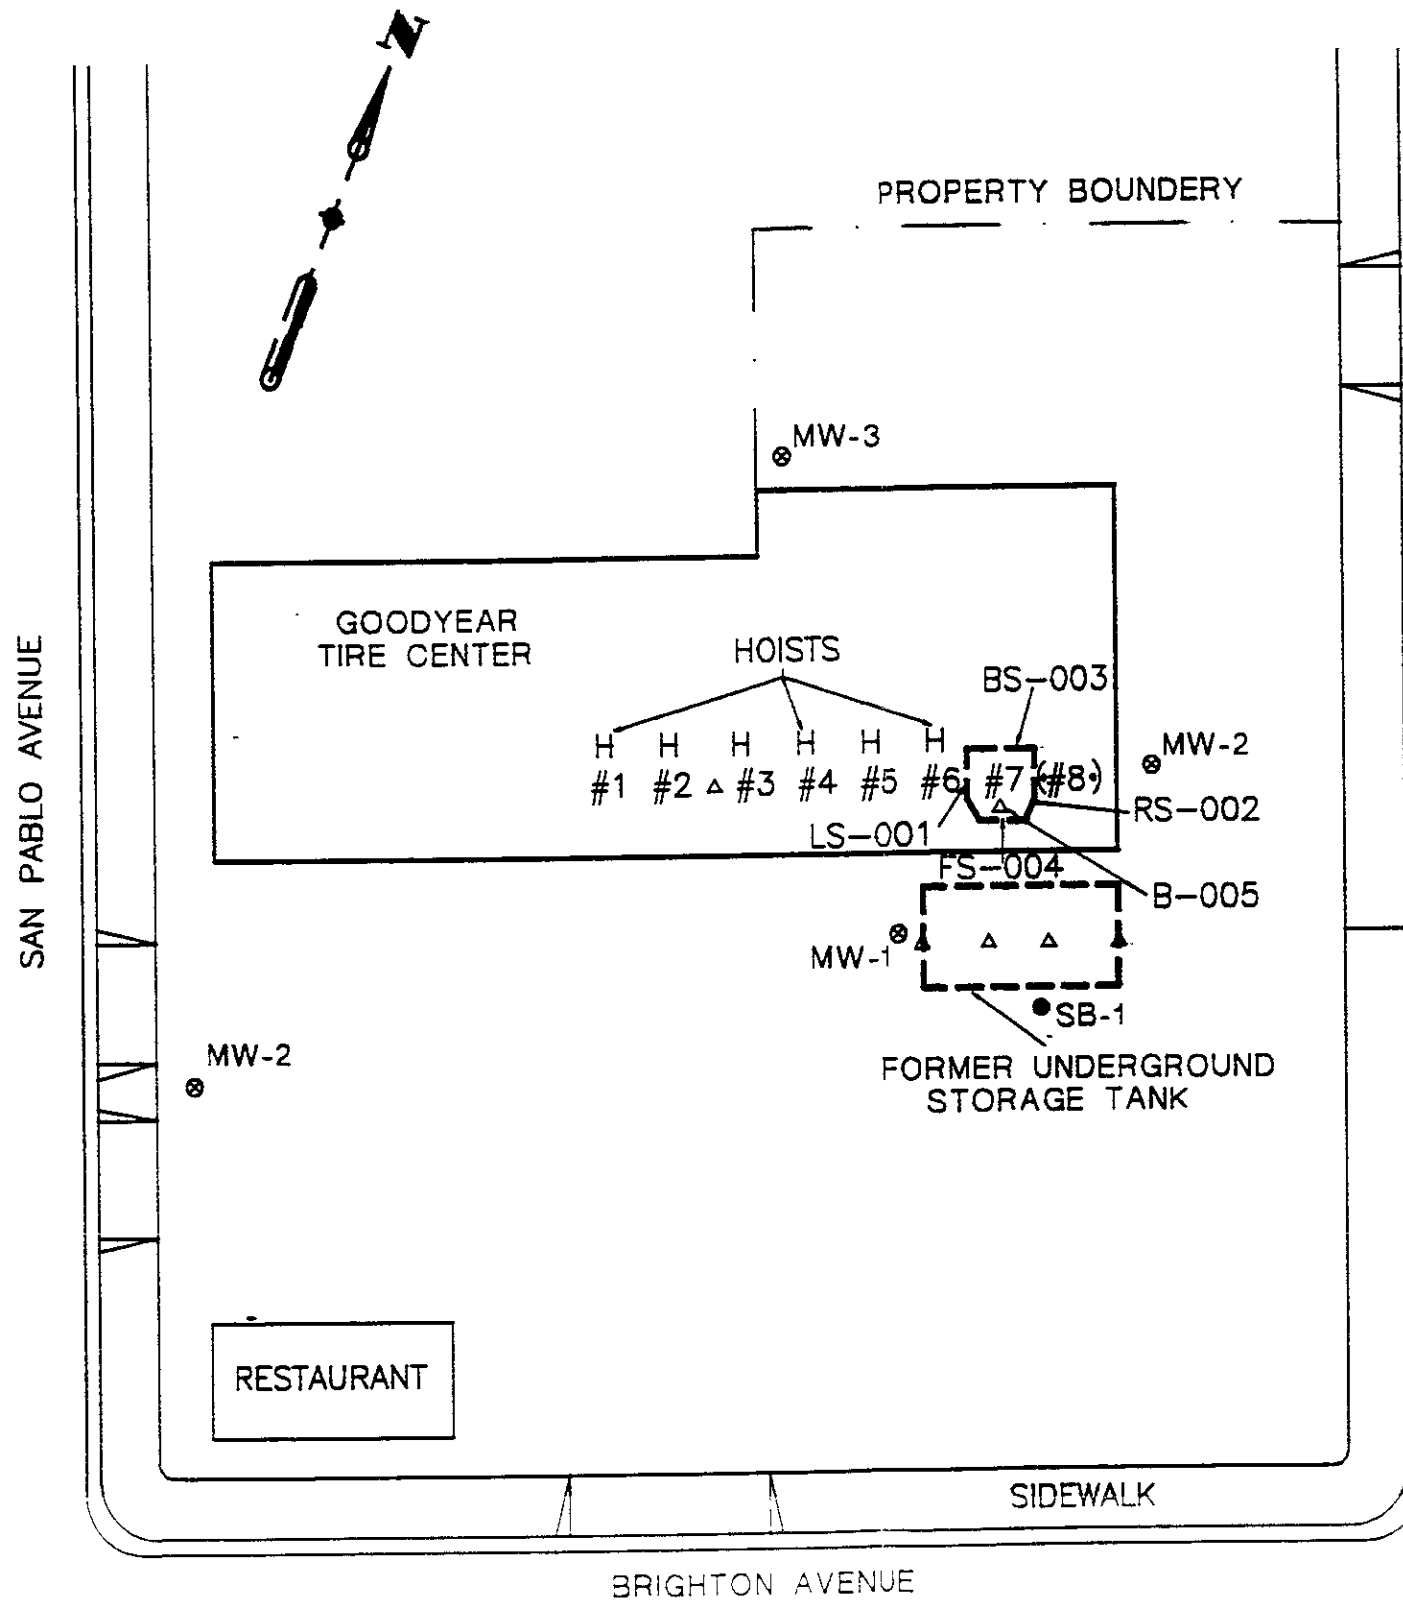 N
PROPERTY BOUNDERY
MW-3
GOODYEAR
TIRE CENTER
HOISTS
BS-003
H H H H H H
MW-2
#1 #2 #3 #4 #5 #6 #7 (#8)
RS-002
LS-001
FS-004
B-005
MW-1
SB-1
FORMER UNDERGROUND
STORAGE TANK
SAN PABLO AVENUE
MW-2
RESTAURANT
SIDEWALK
BRIGHTON AVENUE